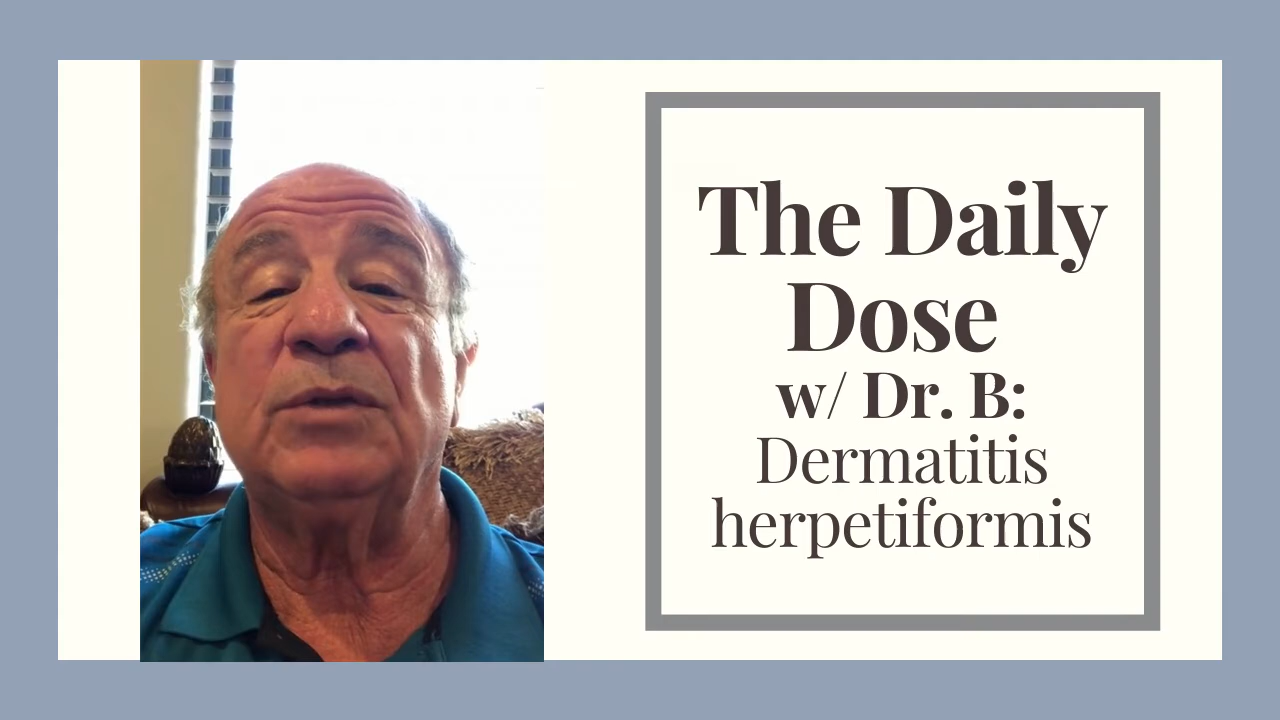 The Daily
Dose
w/ Dr. B:
Dermatitis
herpetiformis